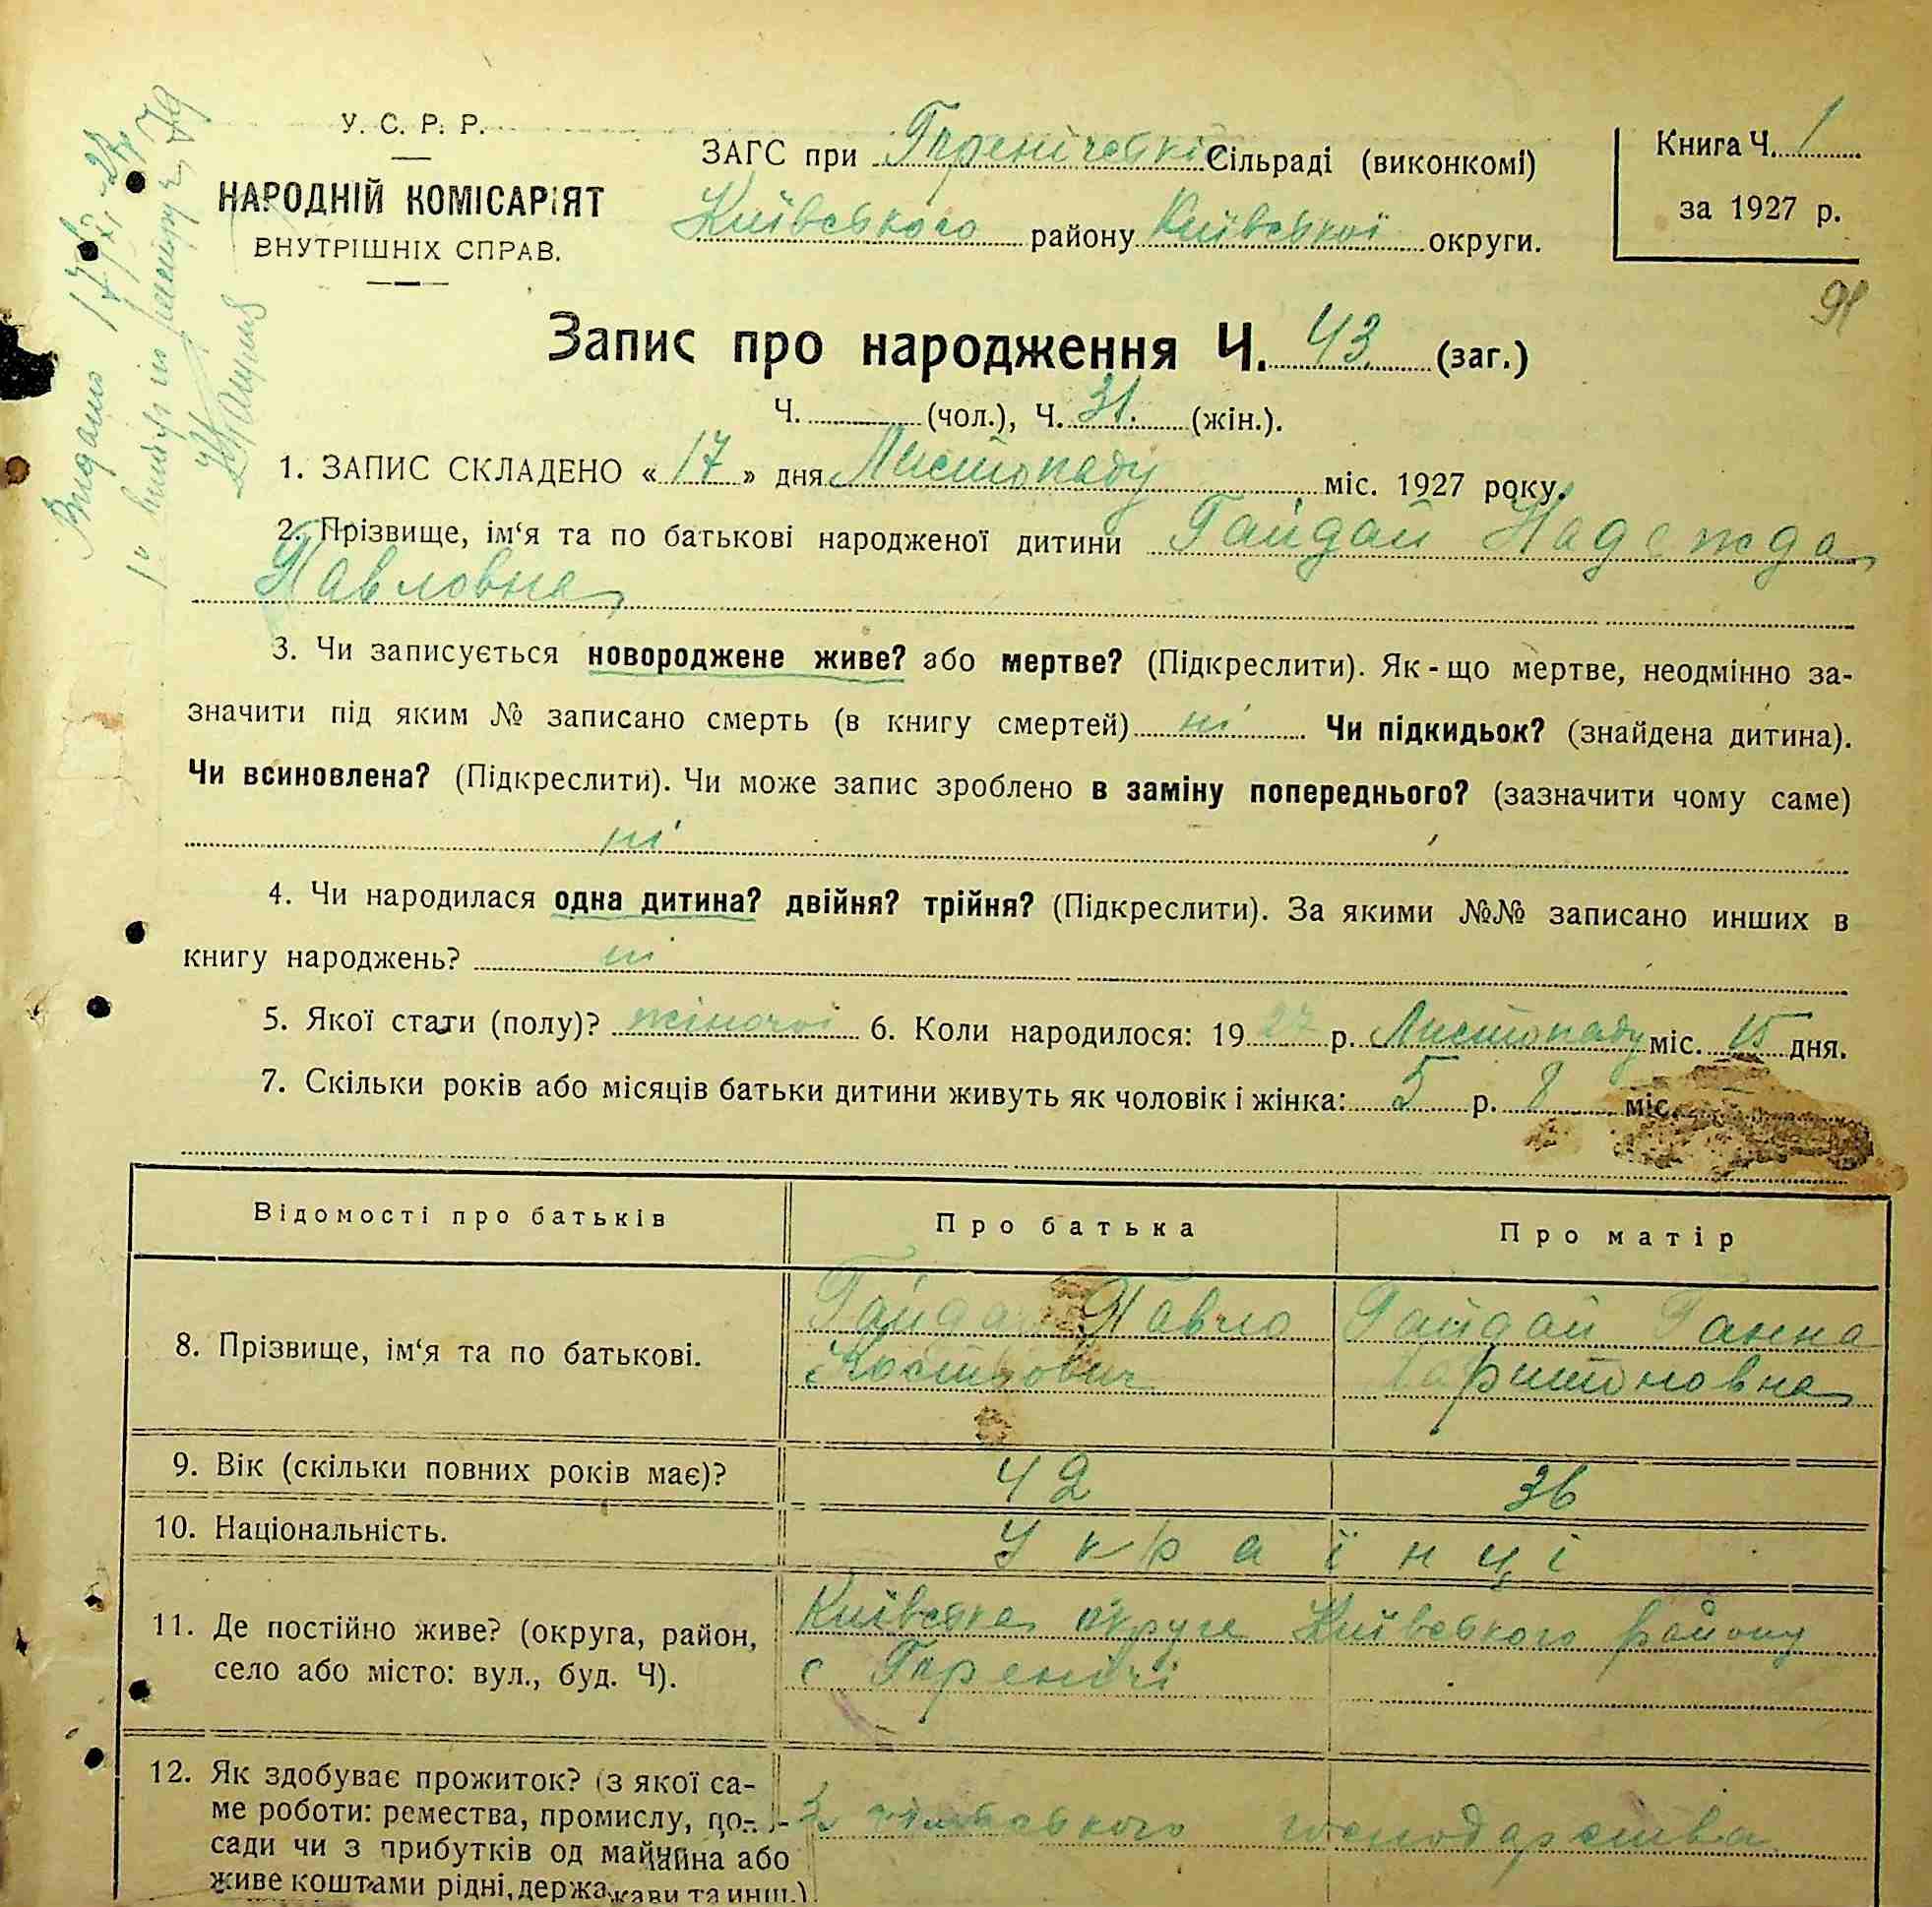 У. С. Р. Р.
НАРОДНІЙ КОМІСАРІЯТ
ВНУТРІШНІХ СПРАВ.
ЗАГС при Гореніческій Сільраді (виконкомі)
Київського району Київської округи.
Книга Ч. 1
за 1927 р.
91
Видано
Запис про народження Ч. 43 (заг.)
Ч. (чол.), Ч. 31. (жін.).
1. ЗАПИС СКЛАДЕНО « 17 » дня Листопаду міс. 1927 року.
2. Прізвище, ім‘я та по батькові народженої дитини Гайдай Надежда
Павловна
3. Чи записується новороджене живе? або мертве? (Підкреслити). Як-що мертве, неодмінно за-
значити під яким № записано смерть (в книгу смертей) ні Чи підкидьок? (знайдена дитина).
Чи всиновлена? (Підкреслити). Чи може запис зроблено в заміну попереднього? (зазначити чому саме)
ні
4. Чи народилася одна дитина? двійня? трійня? (Підкреслити). За якими №№ записано инших в
книгу народжень? ні
5. Якої стати (полу)? жіночої 6. Коли народилося: 19 27 р. Листопаду міс. 15 дня.
7. Скільки років або місяців батьки дитини живуть як чоловік і жінка: 5 р. 8 міс.
Відомості про батьків Про батька Про матір
8. Прізвище, ім‘я та по батькові.
Гайдай Павло Гайдай Ганна
Харитоновна
9. Вік (скільки повних років має)? 42 36
10. Національність. Українці
11. Де постійно живе? (округа, район,
село або місто: вул., буд. Ч).
Київська округа Київського району
с Гореничі
12. Як здобуває прожиток? (з якої са-
ме роботи: ремества, промислу, по-
сади чи з прибутків од майна або
живе коштами рідні, держави та инш.)
З сільського господарства